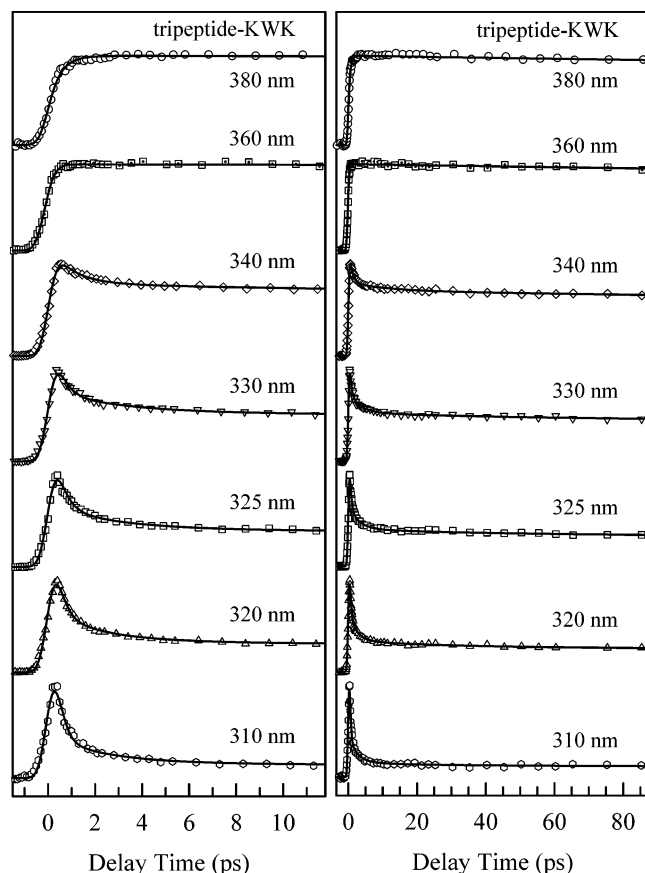 tripeptide-KWK
380 nm
360 nm
340 nm
330 nm
325 nm
320 nm
310 nm
0 2 4 6 8 10
Delay Time (ps)
tripeptide-KWK
380 nm
360 nm
340 nm
330 nm
325 nm
320 nm
310 nm
0 20 40 60 80
Delay Time (ps)